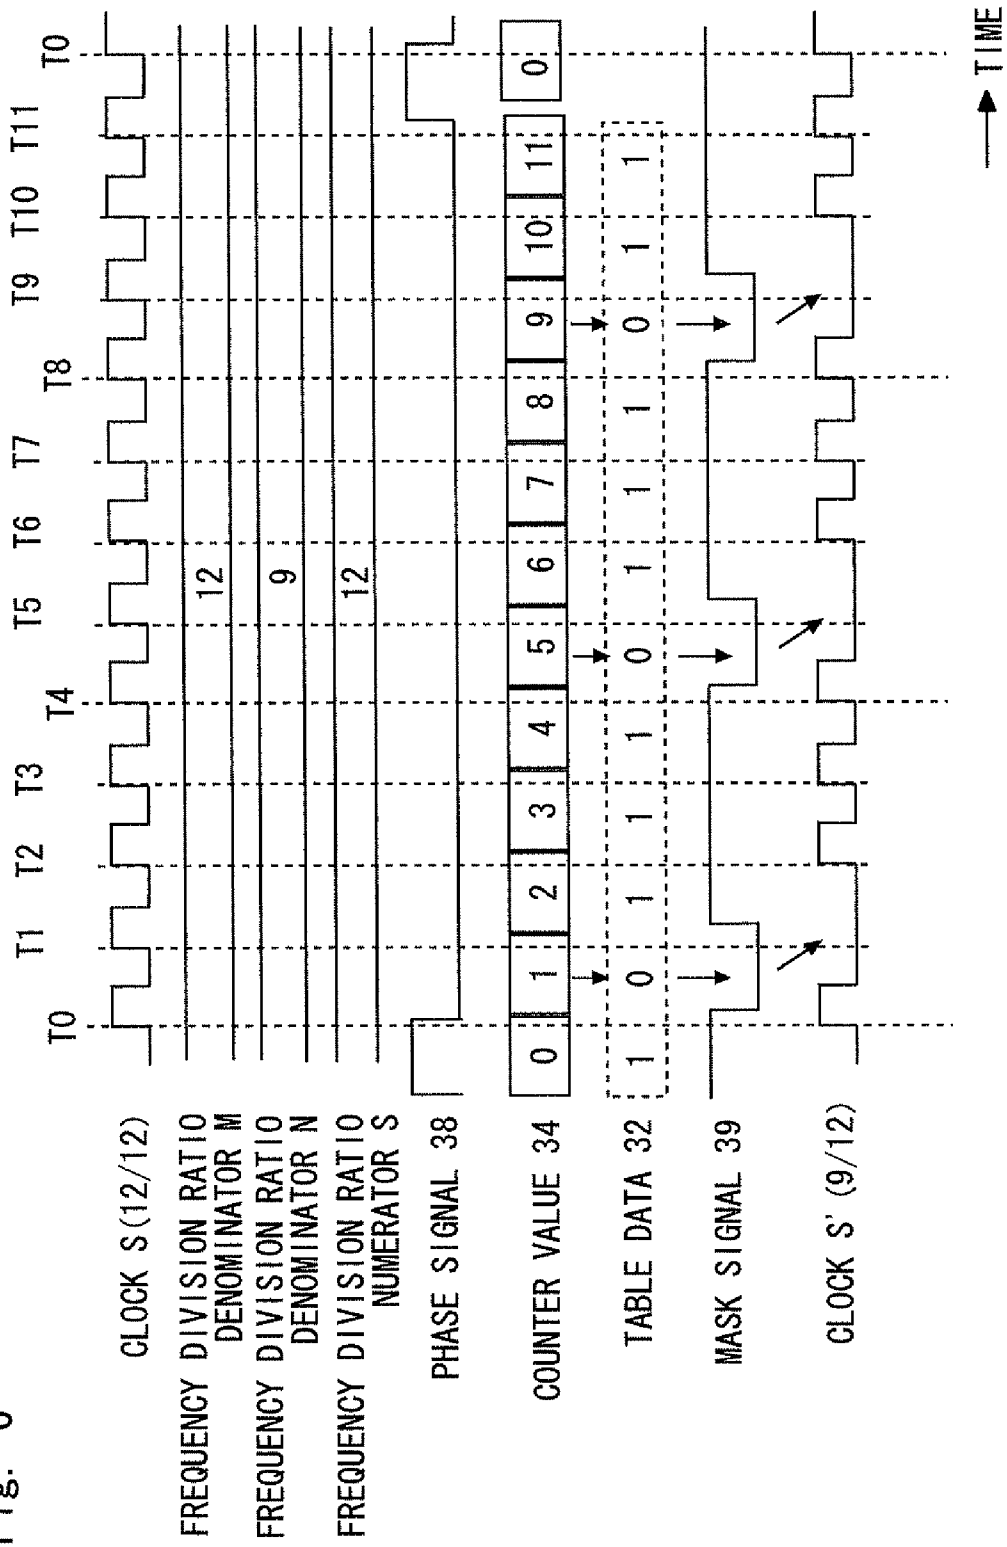 T0 T1 T2 T3 T4 T5 T6 T7 T8 T9 T10 T11 T0
CLOCK S(12/12)
FREQUENCY DIVISION RATIO
DENOMINATOR M
12
FREQUENCY DIVISION RATIO
DENOMINATOR N
9
FREQUENCY DIVISION RATIO
NUMERATOR S
12
PHASE SIGNAL 38
COUNTER VALUE 34
0 1 2 3 4 5 6 7 8 9 10 11 0
TABLE DATA 32
1 0 1 1 1 0 1 1 1 0 1 1
MASK SIGNAL 39
CLOCK S' (9/12)
TIME